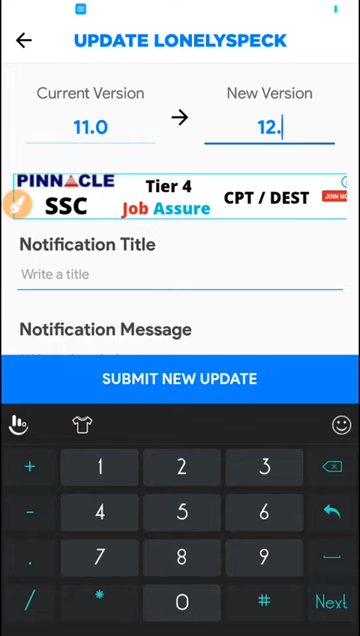 UPDATE LONELYSPECK
Current Version
New Version
11.0
12.
PINNACLE
SSC
Tier 4
Job Assure
CPT / DEST
Notification Title
Write a title
Notification Message
SUBMIT NEW UPDATE
+ 1 2 3
- 4 5 6
. 7 8 9
/ * 0 # Next